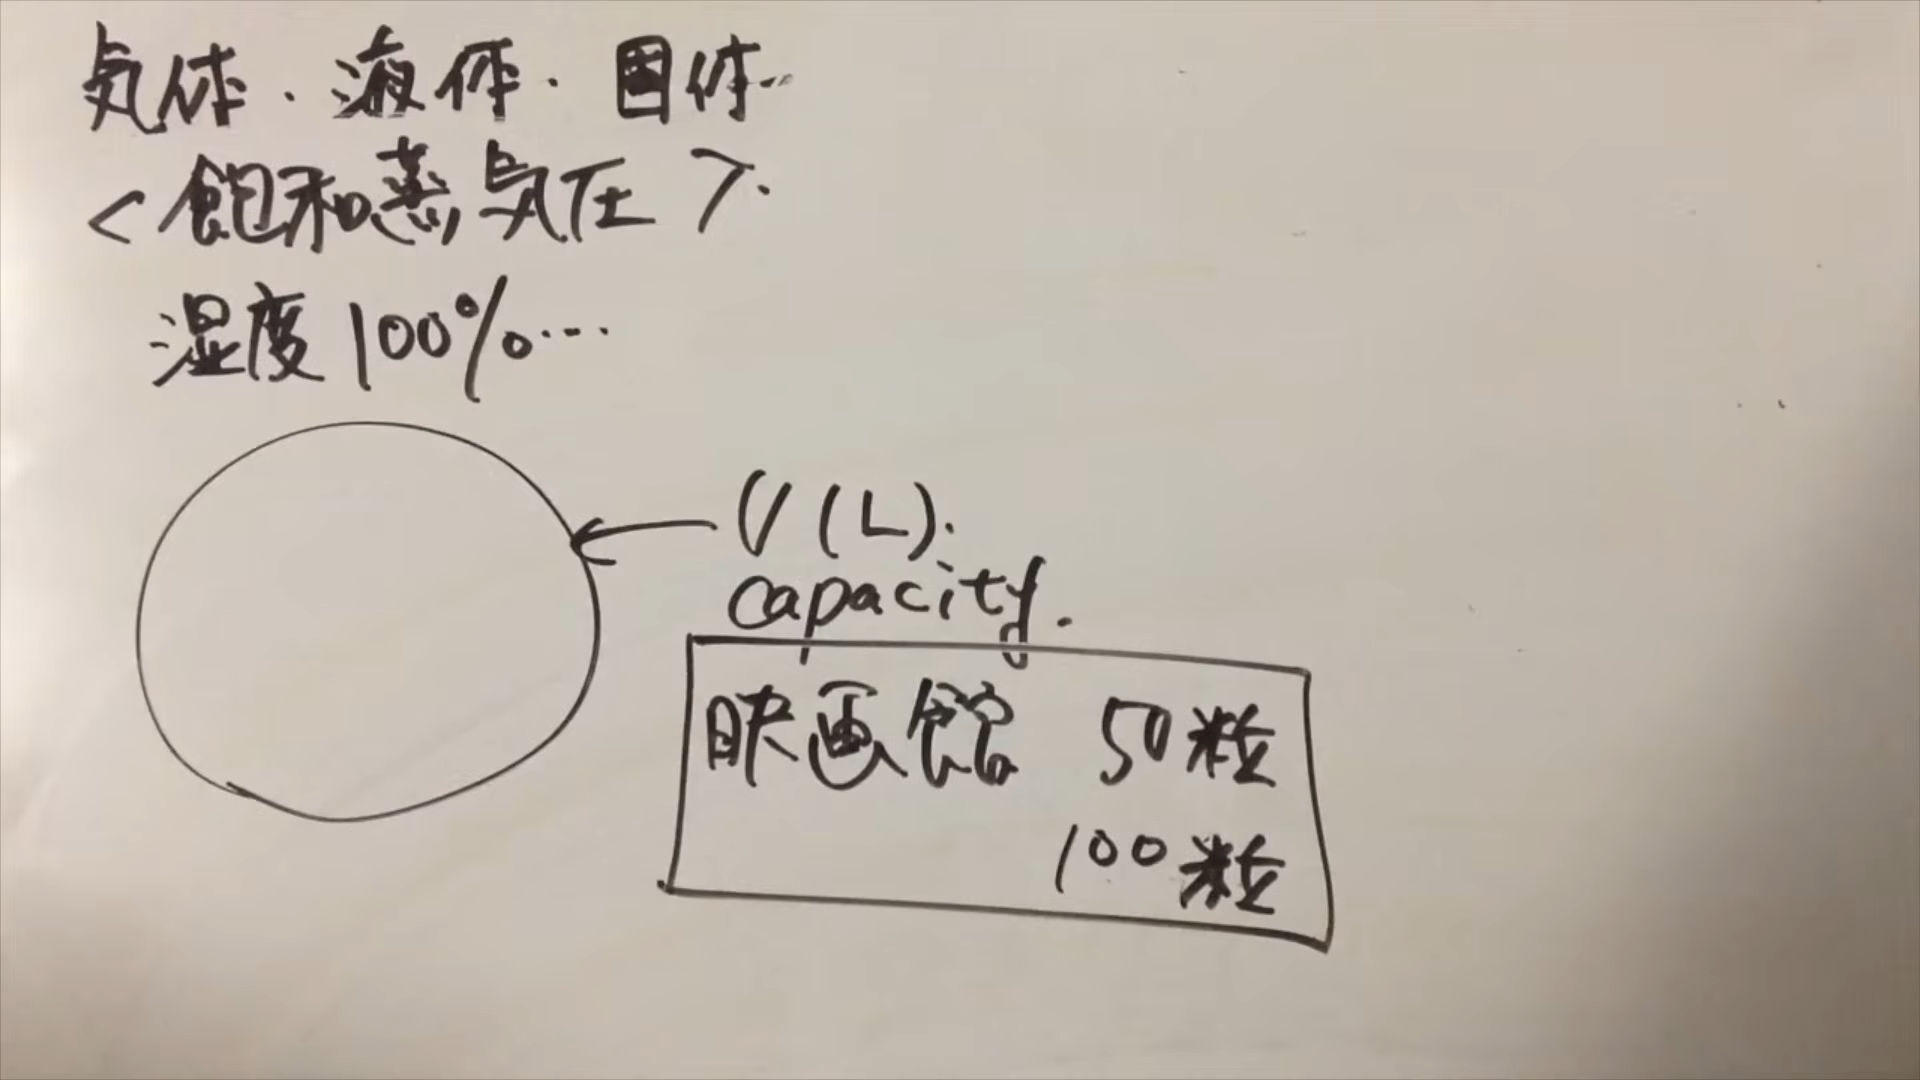 気体・液体・固体
<飽和蒸気圧>
湿度100%…
V(L).
capacity.
映画館 50粒
100粒